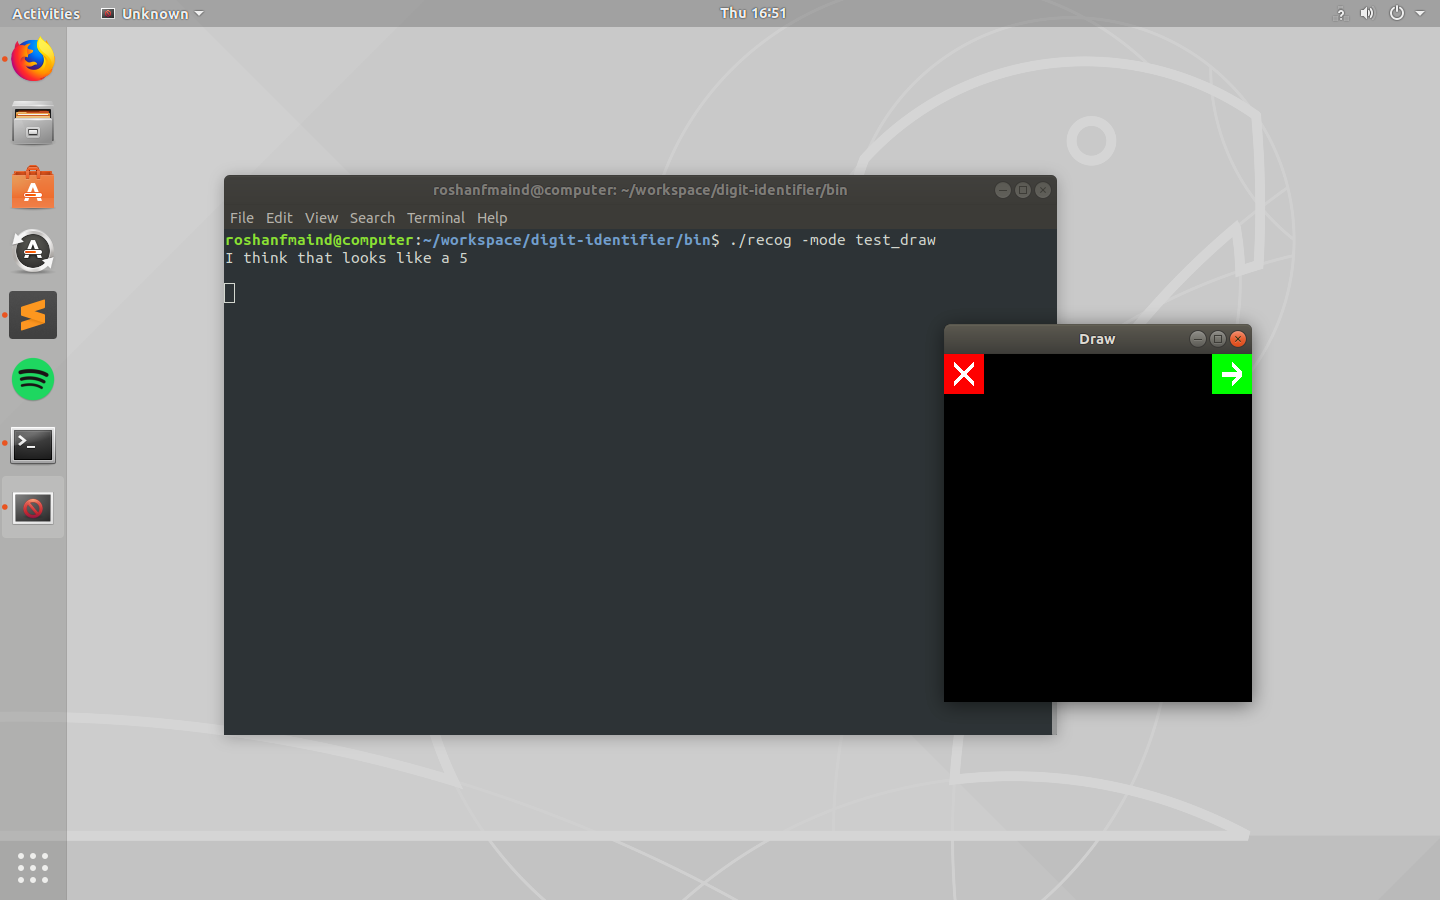 Activities Unknown Thu 16:51 ?
roshanfmaind@computer: ~/workspace/digit-identifier/bin
File Edit View Search Terminal Help
roshanfmaind@computer:~/workspace/digit-identifier/bin$ ./recog -mode test_draw
I think that looks like a 5
Draw